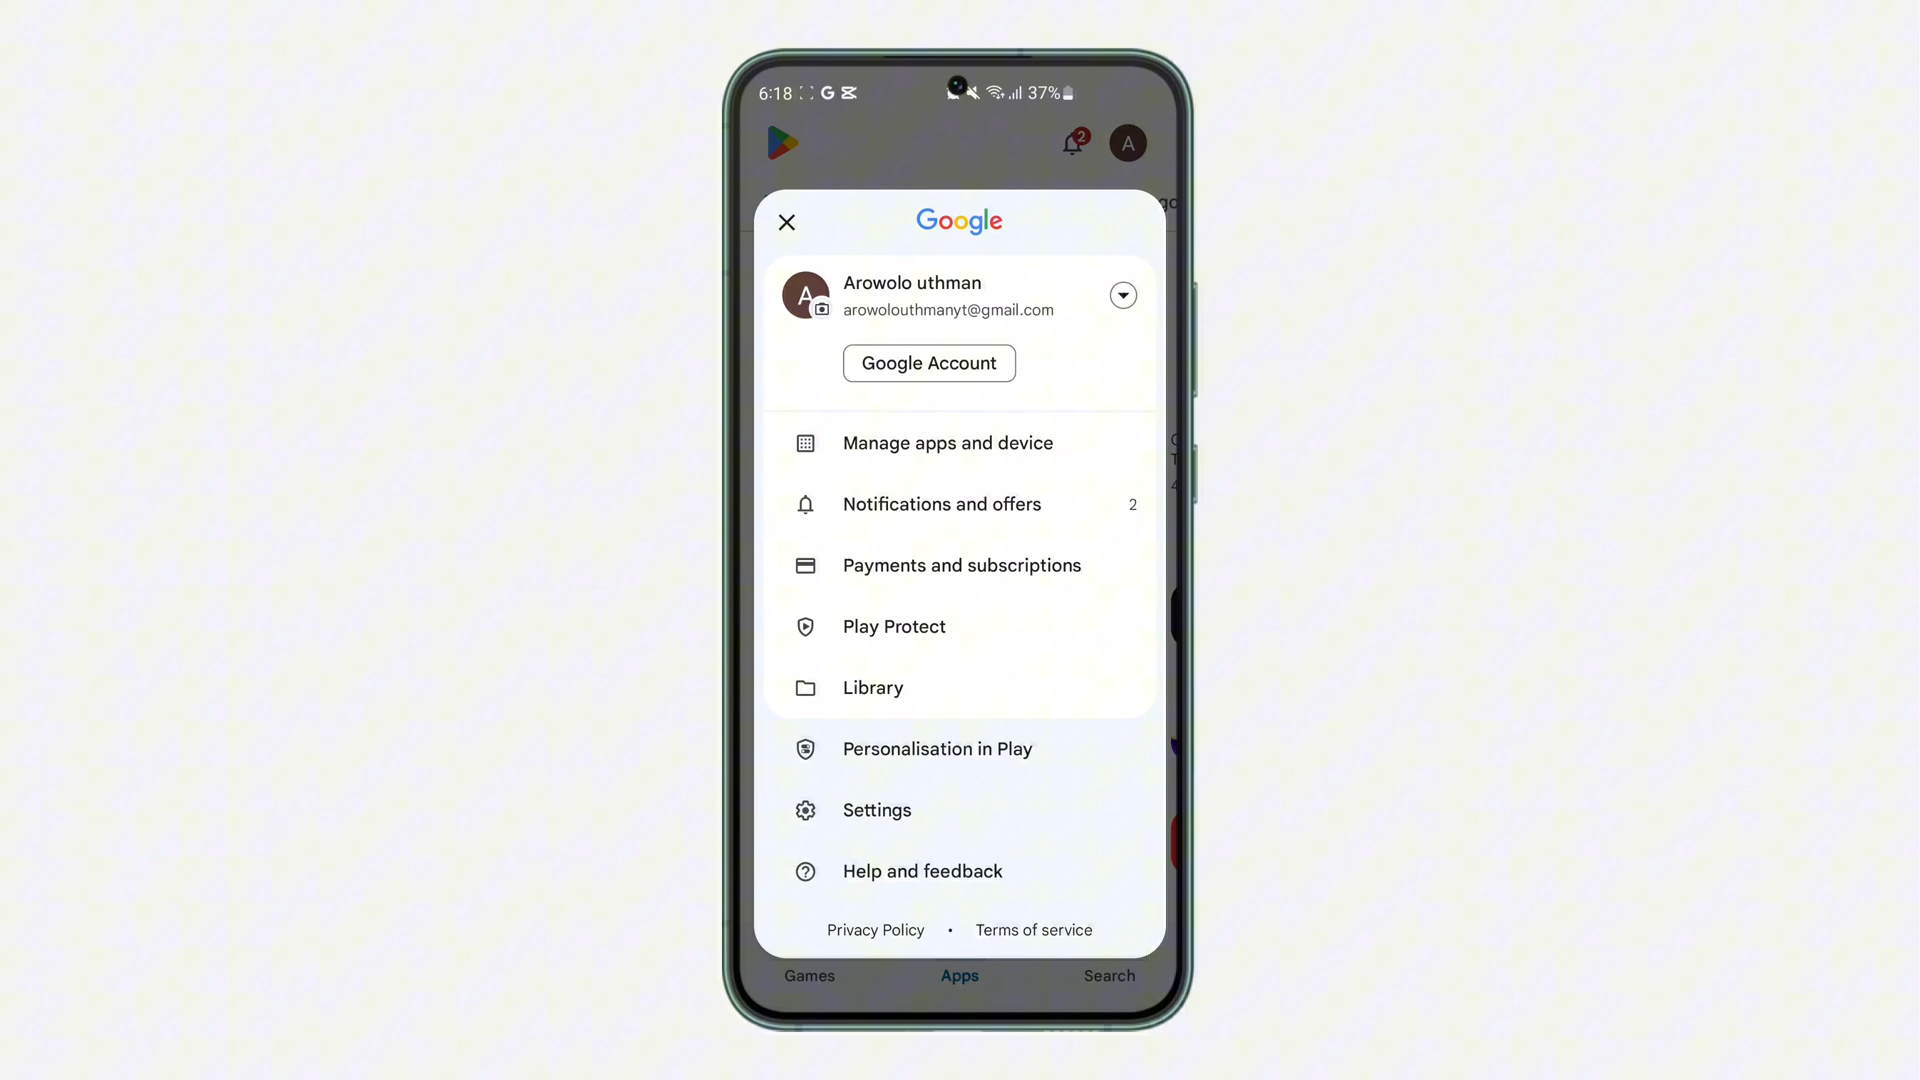 6:18 G 37%
2 A
go
Google
A Arowolo uthman
arowolouthmanyt@gmail.com
Google Account
Manage apps and device
Notifications and offers 2
Payments and subscriptions
Play Protect
Library
Personalisation in Play
Settings
Help and feedback
Privacy Policy • Terms of service
Games Apps Search